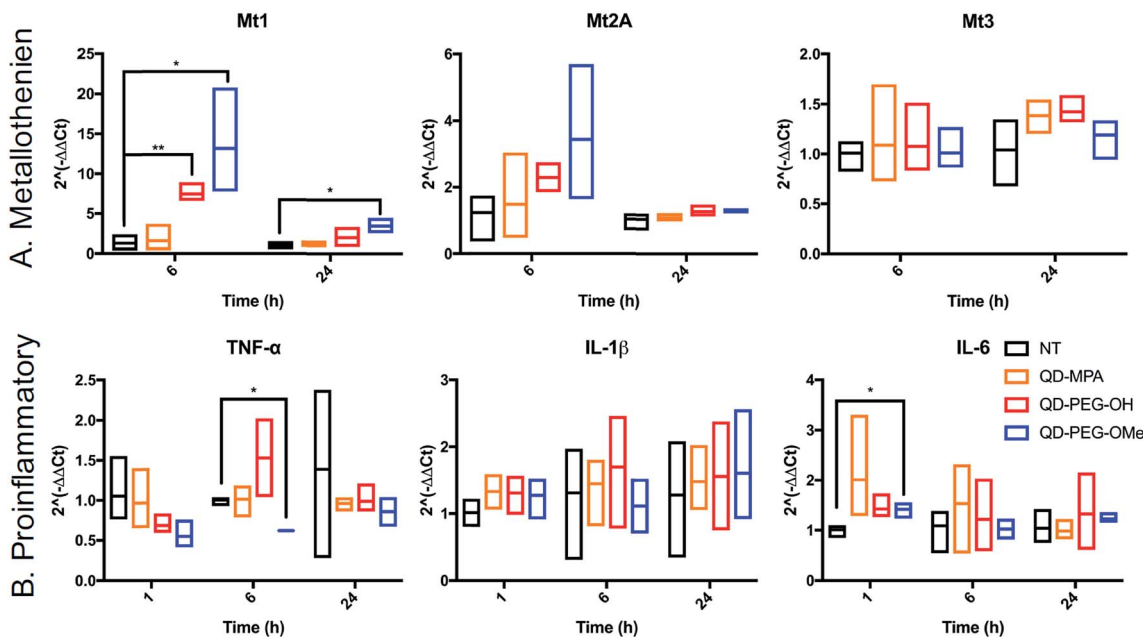 A. Metallothenien
Mt1
2^(-ΔΔCt)
25
20
15
10
5
0
*
**
*
6
24
Time (h)
Mt2A
2^(-ΔΔCt)
6
4
2
0
6
24
Time (h)
Mt3
2^(-ΔΔCt)
2.0
1.5
1.0
0.5
0.0
6
24
Time (h)
B. Proinflammatory
TNF-α
2^(-ΔΔCt)
2.5
2.0
1.5
1.0
0.5
0.0
*
1
6
24
Time (h)
IL-1β
2^(-ΔΔCt)
3
2
1
0
1
6
24
Time (h)
IL-6
2^(-ΔΔCt)
4
3
2
1
0
*
1
6
24
Time (h)
NT
QD-MPA
QD-PEG-OH
QD-PEG-OMe